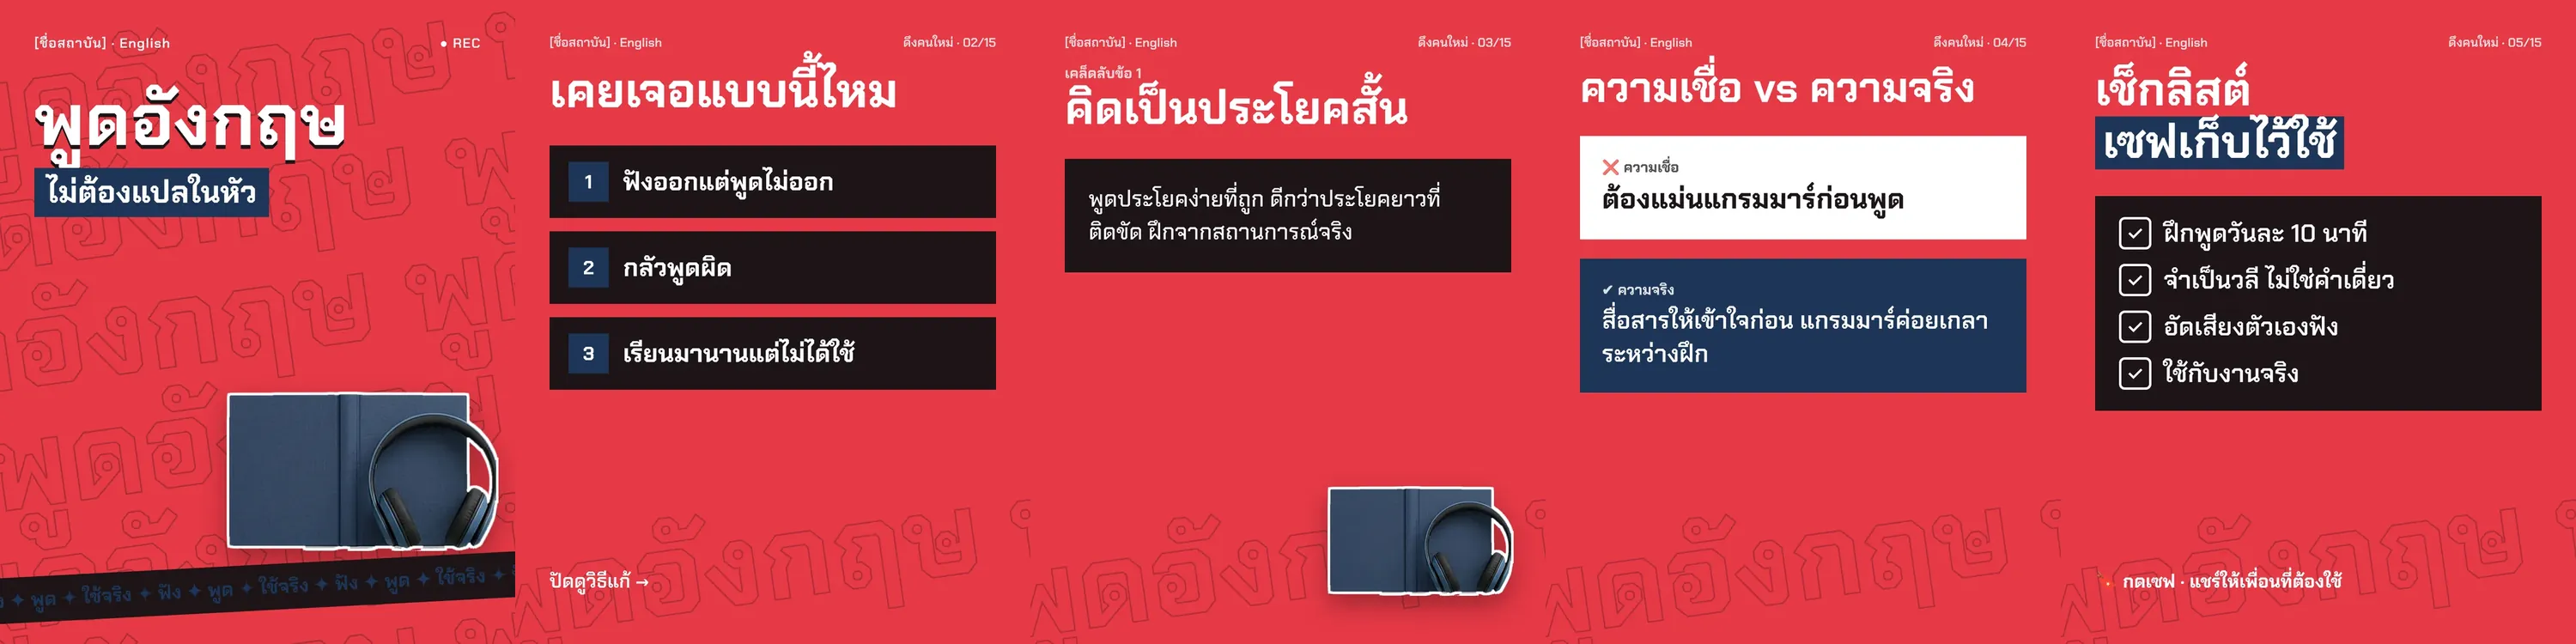 [ชื่อสถาบัน] · English
● REC
พูดอังกฤษ
ไม่ต้องแปลในหัว
✦ พูด ✦ ใช้จริง ✦ ฟัง ✦ พูด ✦ ใช้จริง ✦ ฟัง ✦ พูด ✦ ใช้จริง ✦
[ชื่อสถาบัน] · English
ดึงคนใหม่ · 02/15
เคยเจอแบบนี้ไหม
1 ฟังออกแต่พูดไม่ออก
2 กลัวพูดผิด
3 เรียนมานานแต่ไม่ได้ใช้
ปัดดูวิธีแก้ →
พูดอังกฤษ
[ชื่อสถาบัน] · English
ดึงคนใหม่ · 03/15
เคล็ดลับข้อ 1
คิดเป็นประโยคสั้น
พูดประโยคง่ายที่ถูก ดีกว่าประโยคยาวที่
ติดขัด ฝึกจากสถานการณ์จริง
[ชื่อสถาบัน] · English
ดึงคนใหม่ · 04/15
ความเชื่อ vs ความจริง
❌ ความเชื่อ
ต้องแม่นแกรมมาร์ก่อนพูด
✔ ความจริง
สื่อสารให้เข้าใจก่อน แกรมมาร์ค่อยเกลา
ระหว่างฝึก
พูดอังกฤษ
[ชื่อสถาบัน] · English
ดึงคนใหม่ · 05/15
เช็กลิสต์
เซฟเก็บไว้ใช้
ฝึกพูดวันละ 10 นาที
จำเป็นวลี ไม่ใช่คำเดี่ยว
อัดเสียงตัวเองฟัง
ใช้กับงานจริง
กดเซฟ · แชร์ให้เพื่อนที่ต้องใช้
พูดอังกฤษ